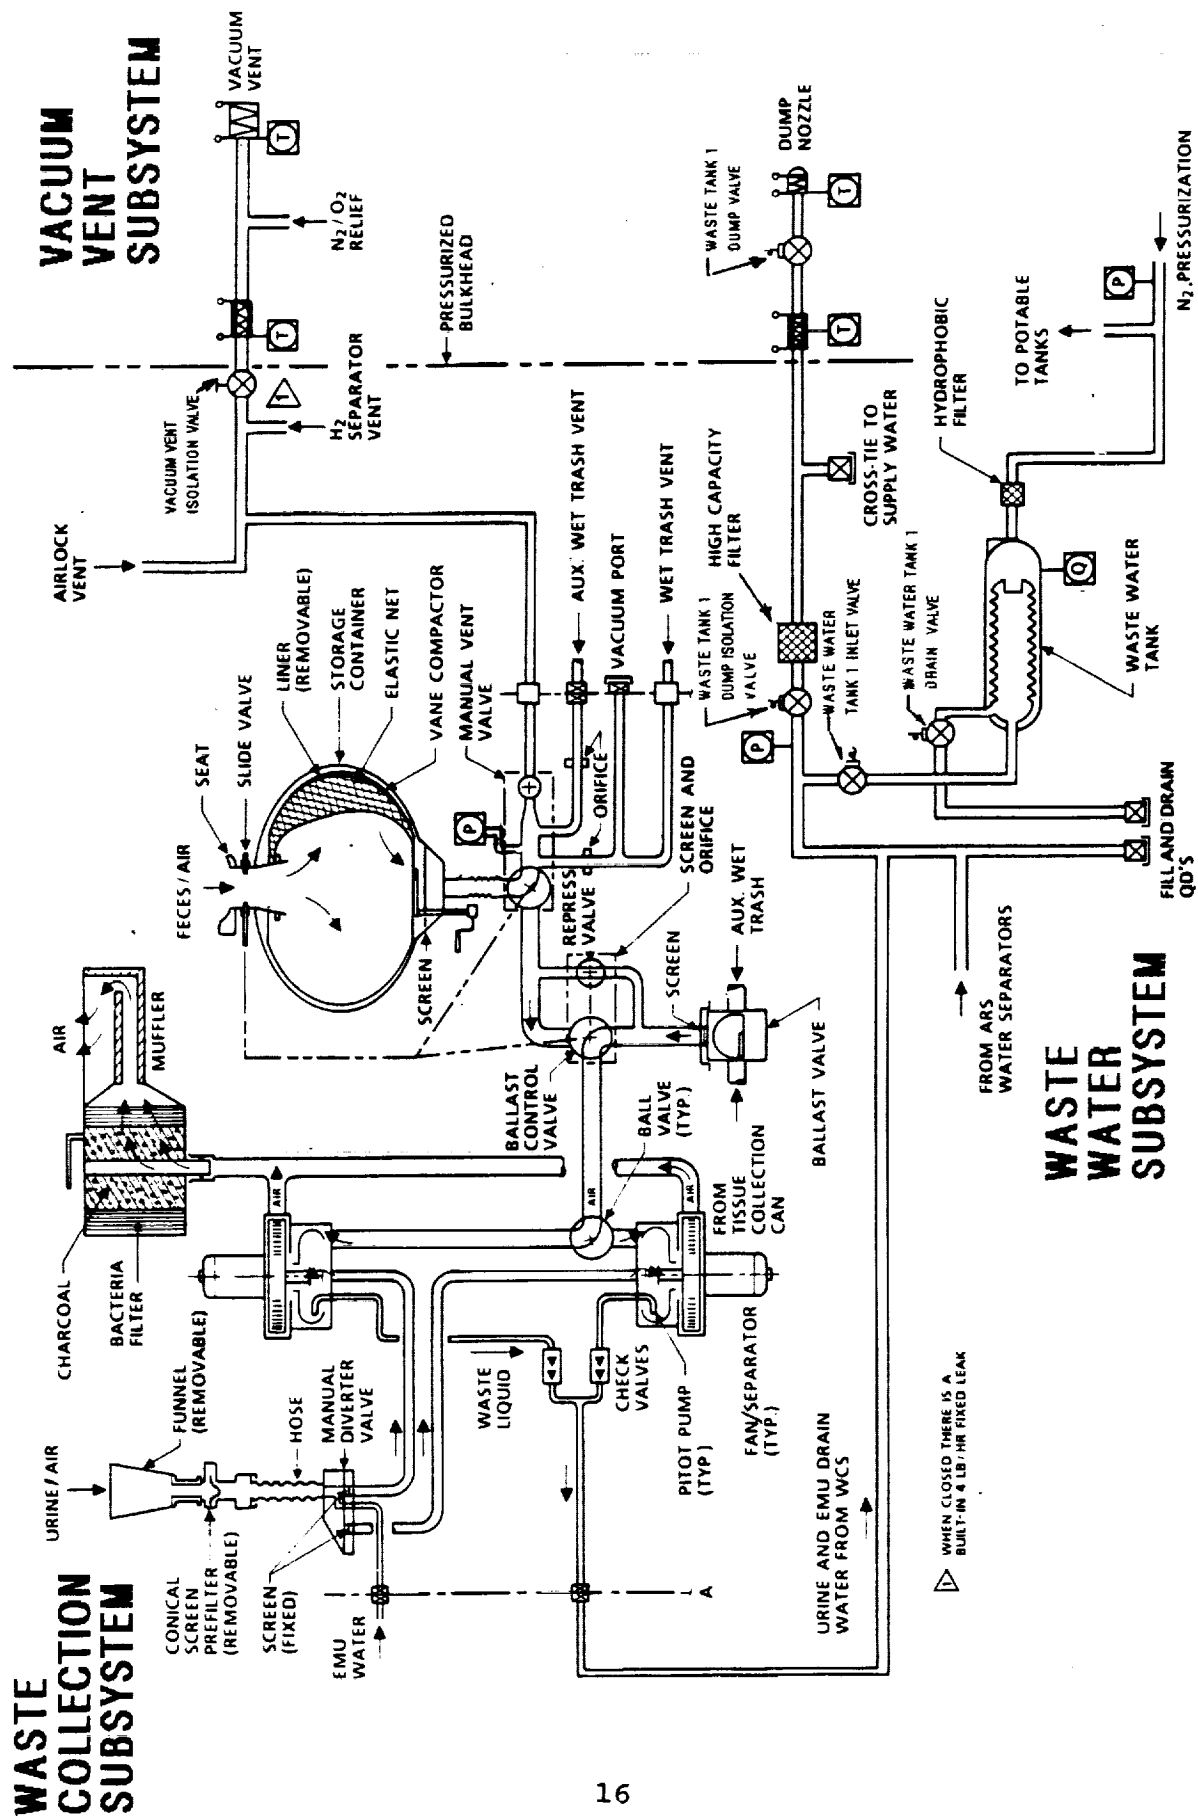 WASTE
COLLECTION
SUBSYSTEM
URINE/AIR
FUNNEL
(REMOVABLE)
CONICAL
SCREEN
PREFILTER
(REMOVABLE)
HOSE
SCREEN
(FIXED)
MANUAL
DIVERTER
VALVE
EMU
WATER
A
CHARCOAL
BACTERIA
FILTER
AIR
MUFFLER
AIR
AIR
AIR
WASTE
LIQUID
CHECK
VALVES
PITOT PUMP
(TYP)
FAN/SEPARATOR
(TYP.)
BALL
VALVE
(TYP.)
FROM
TISSUE
COLLECTION
CAN
BALLAST
CONTROL
VALVE
BALLAST VALVE
AUX. WET
TRASH
SCREEN
SCREEN AND
ORIFICE
REPRESS
VALVE
FECES/AIR
SEAT
SLIDE VALVE
LINER
(REMOVABLE)
STORAGE
CONTAINER
ELASTIC NET
VANE COMPACTOR
MANUAL VENT
VALVE
SCREEN
P
ORIFICE
AUX. WET TRASH VENT
VACUUM PORT
WET TRASH VENT
VACUUM
VENT
SUBSYSTEM
AIRLOCK
VENT
VACUUM VENT
ISOLATION VALVE
1
H2
SEPARATOR
VENT
T
N2/O2
RELIEF
T
VACUUM
VENT
PRESSURIZED
BULKHEAD
WASTE
WATER
SUBSYSTEM
URINE AND EMU DRAIN
WATER FROM WCS
FROM ARS
WATER SEPARATORS
FILL AND DRAIN
QD'S
P
WASTE TANK 1
DUMP ISOLATION
VALVE
WASTE WATER
TANK 1 INLET VALVE
WASTE WATER TANK 1
DRAIN VALVE
HIGH CAPACITY
FILTER
CROSS-TIE TO
SUPPLY WATER
T
WASTE TANK 1
DUMP VALVE
T
DUMP
NOZZLE
Q
WASTE WATER
TANK
HYDROPHOBIC
FILTER
TO POTABLE
TANKS
P
N2 PRESSURIZATION
1 WHEN CLOSED THERE IS A
BUILT-IN 4 LB/HR FIXED LEAK
16